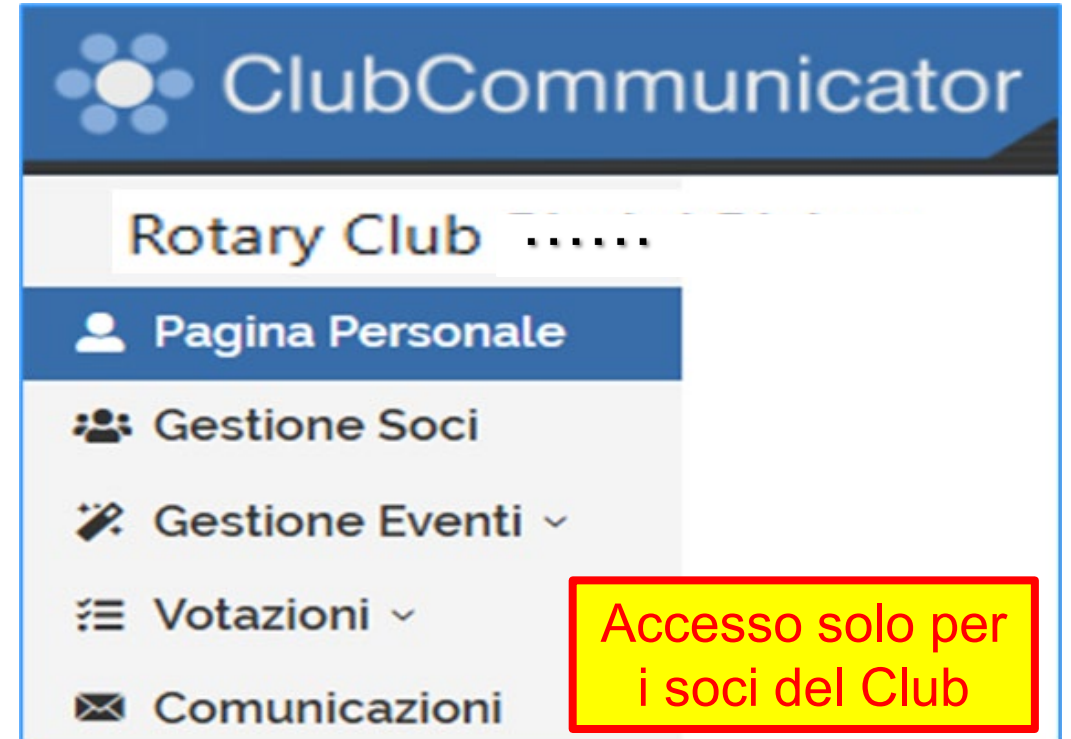 ClubCommunicator
Rotary Club ......
Pagina Personale
Gestione Soci
Gestione Eventi
Votazioni
Comunicazioni
Accesso solo per
i soci del Club